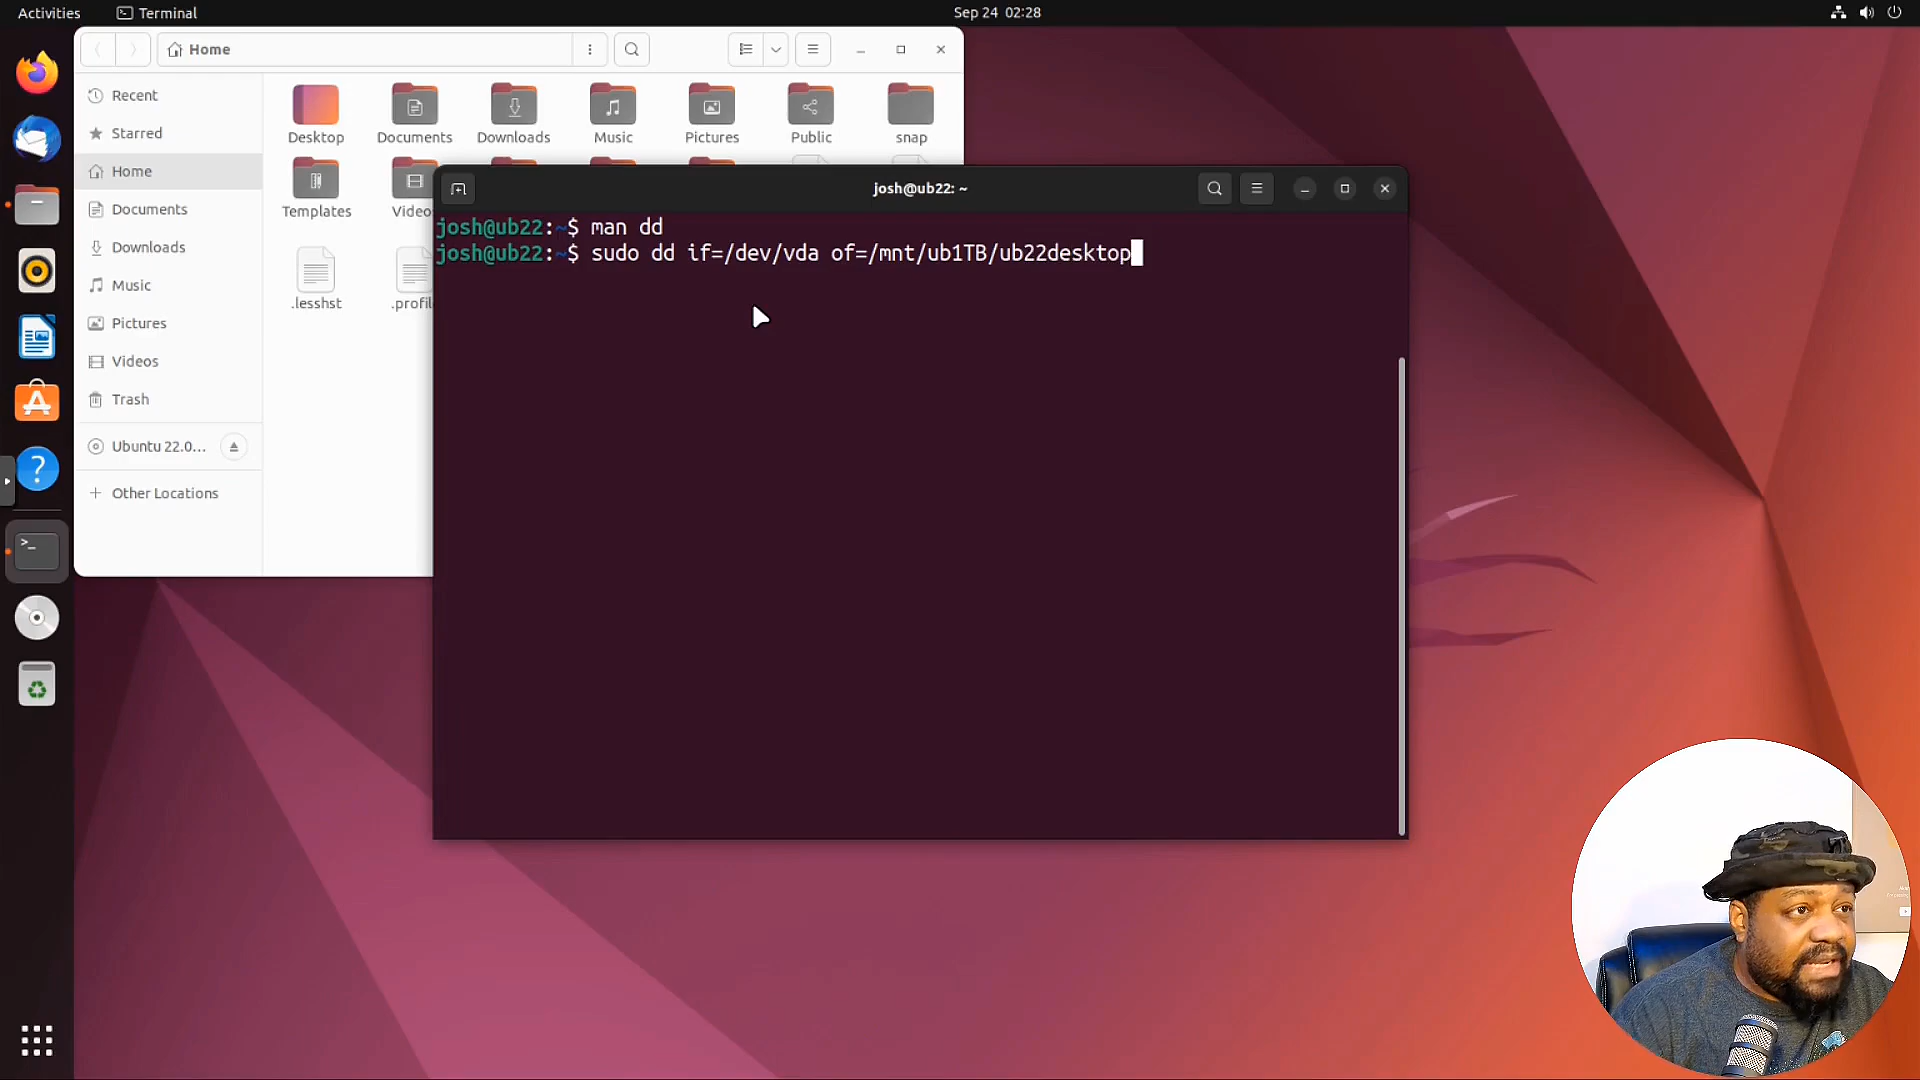 Activities
Terminal
Sep 24 02:28
Home
Recent
Starred
Home
Documents
Downloads
Music
Pictures
Videos
Trash
Ubuntu 22.0...
Other Locations
Desktop
Documents
Downloads
Music
Pictures
Public
snap
Templates
.lesshst
josh@ub22: ~
josh@ub22:~$ man dd
josh@ub22:~$ sudo dd if=/dev/vda of=/mnt/ub1TB/ub22desktop